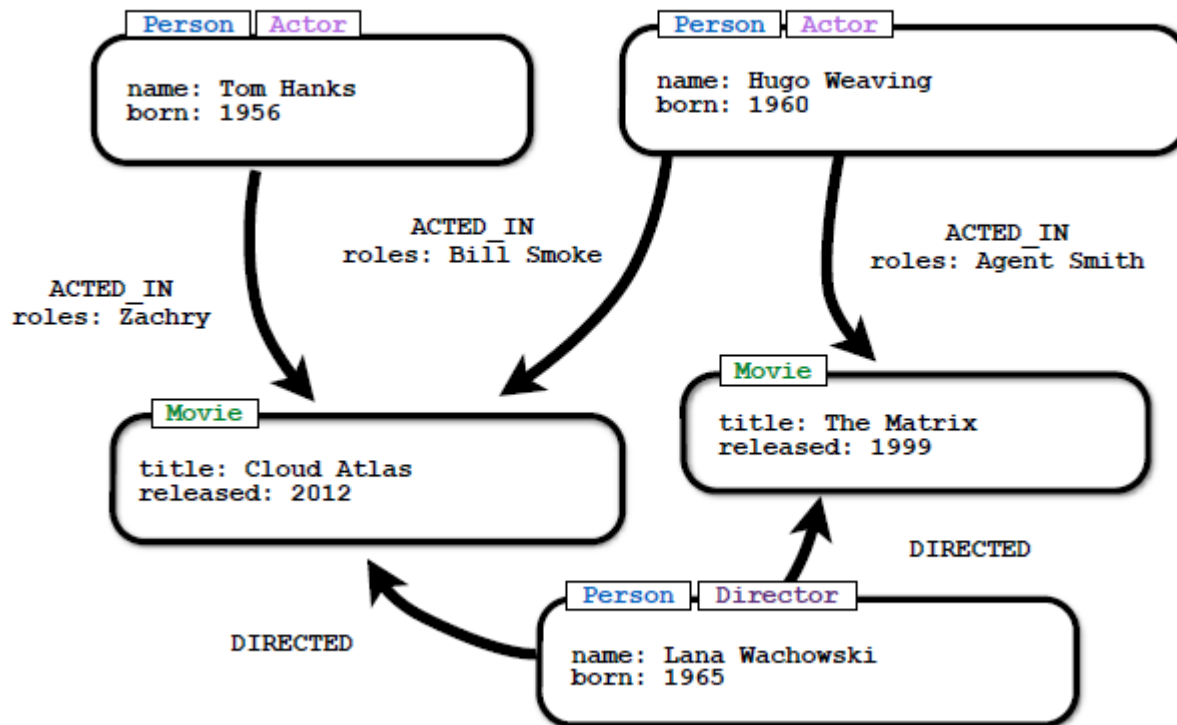 Person Actor
name: Tom Hanks
born: 1956
Person Actor
name: Hugo Weaving
born: 1960
ACTED_IN
roles: Zachry
ACTED_IN
roles: Bill Smoke
ACTED_IN
roles: Agent Smith
Movie
title: Cloud Atlas
released: 2012
Movie
title: The Matrix
released: 1999
DIRECTED
DIRECTED
Person Director
name: Lana Wachowski
born: 1965